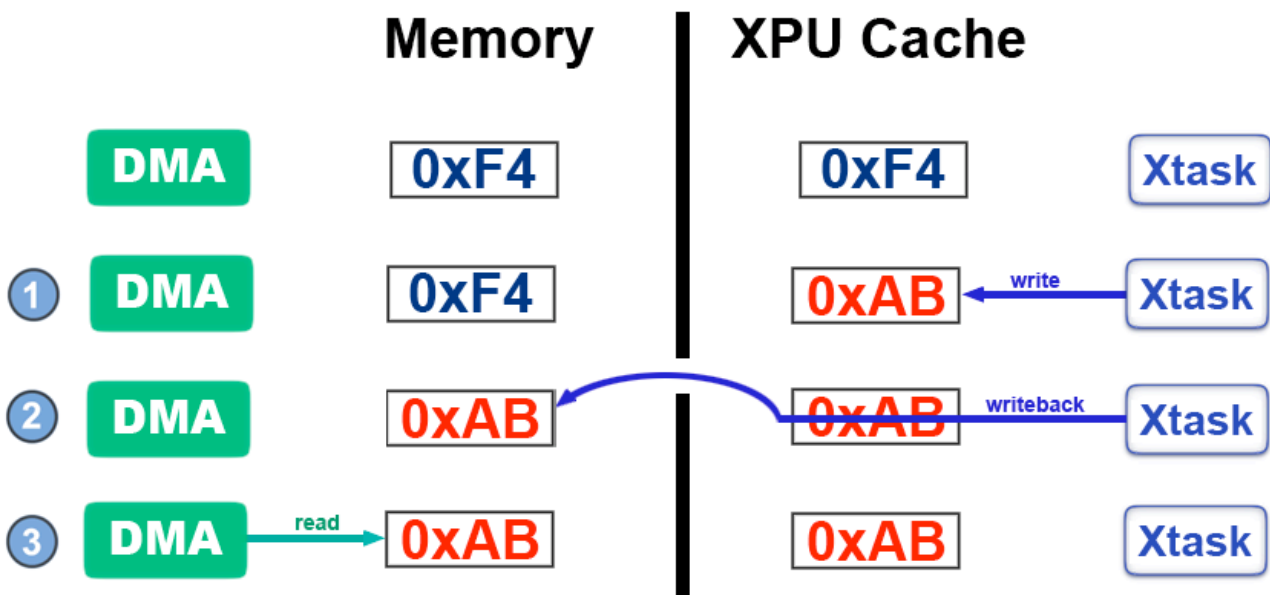 Memory XPU Cache
DMA 0xF4 0xF4 Xtask
1 DMA 0xF4 0xAB write Xtask
2 DMA 0xAB 0xAB writeback Xtask
3 DMA read 0xAB 0xAB Xtask